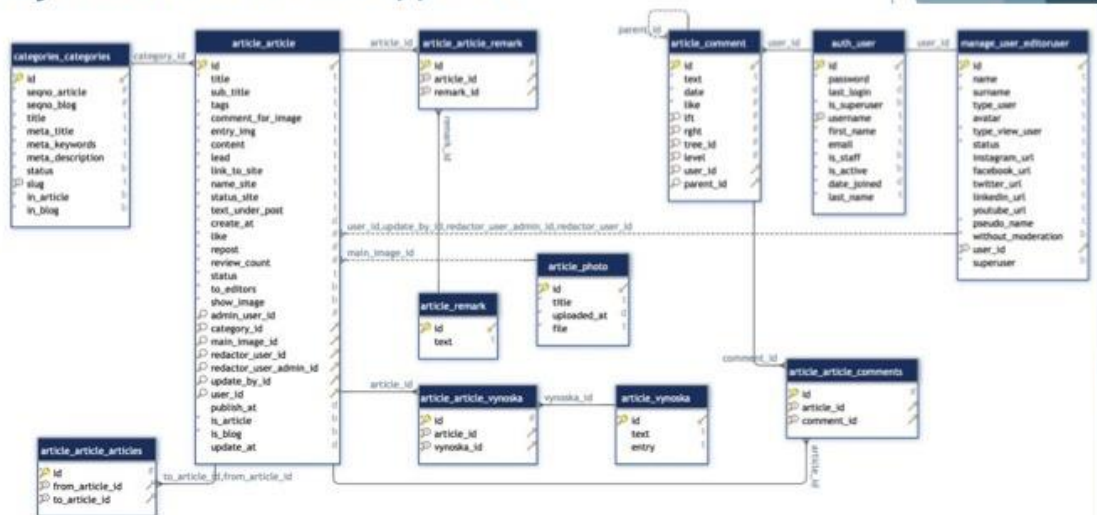 categories_categories
id
seqno_article
seqno_blog
title
meta_title
meta_keywords
meta_description
status
slug
in_article
in_blog
category_id
article_article
id
title
sub_title
tags
comment_for_image
entry_img
content
lead
link_to_site
name_site
status_site
text_under_post
create_at
like
repost
review_count
status
to_editors
show_image
admin_user_id
category_id
main_image_id
redactor_user_id
redactor_user_admin_id
update_by_id
user_id
publish_at
is_article
is_blog
update_at
article_id
article_article_remark
id
article_id
remark_id
remark_id
parent_id
article_comment
id
text
date
like
lft
rght
tree_id
level
user_id
parent_id
user_id
auth_user
id
password
last_login
is_superuser
username
first_name
email
is_staff
is_active
date_joined
last_name
user_id
manage_user_editoruser
id
name
surname
type_user
avatar
type_view_user
status
instagram_url
facebook_url
twitter_url
linkedin_url
youtube_url
pseudo_name
without_moderation
user_id
superuser
user_id,update_by_id,redactor_user_admin_id,redactor_user_id
main_image_id
article_photo
id
title
uploaded_at
file
article_remark
id
text
comment_id
article_article_comments
id
article_id
comment_id
article_id
article_id
article_article_vynoska
id
article_id
vynoska_id
vynoska_id
article_vynoska
id
text
entry
article_article_articles
id
from_article_id
to_article_id
to_article_id,from_article_id